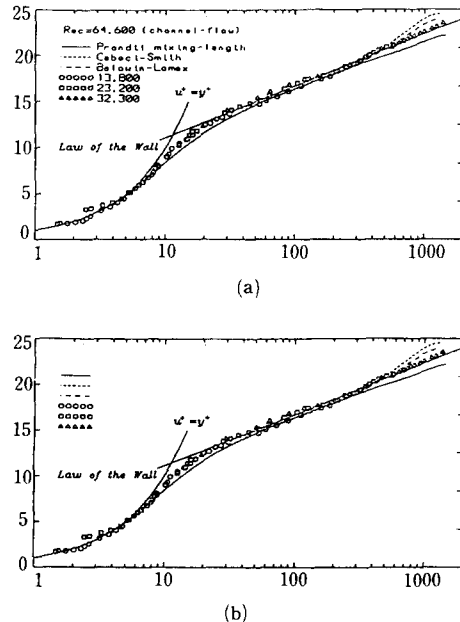 25
20
15
10
5
0
Rec=64,600 (channel-flow)
Prandtl mixing-length
Cebeci-Smith
Baldwin-Lomax
13,800
23,200
32,300
u⁺=y⁺
Law of the Wall
1 10 100 1000
(a)
25
20
15
10
5
0
u⁺=y⁺
Law of the Wall
1 10 100 1000
(b)